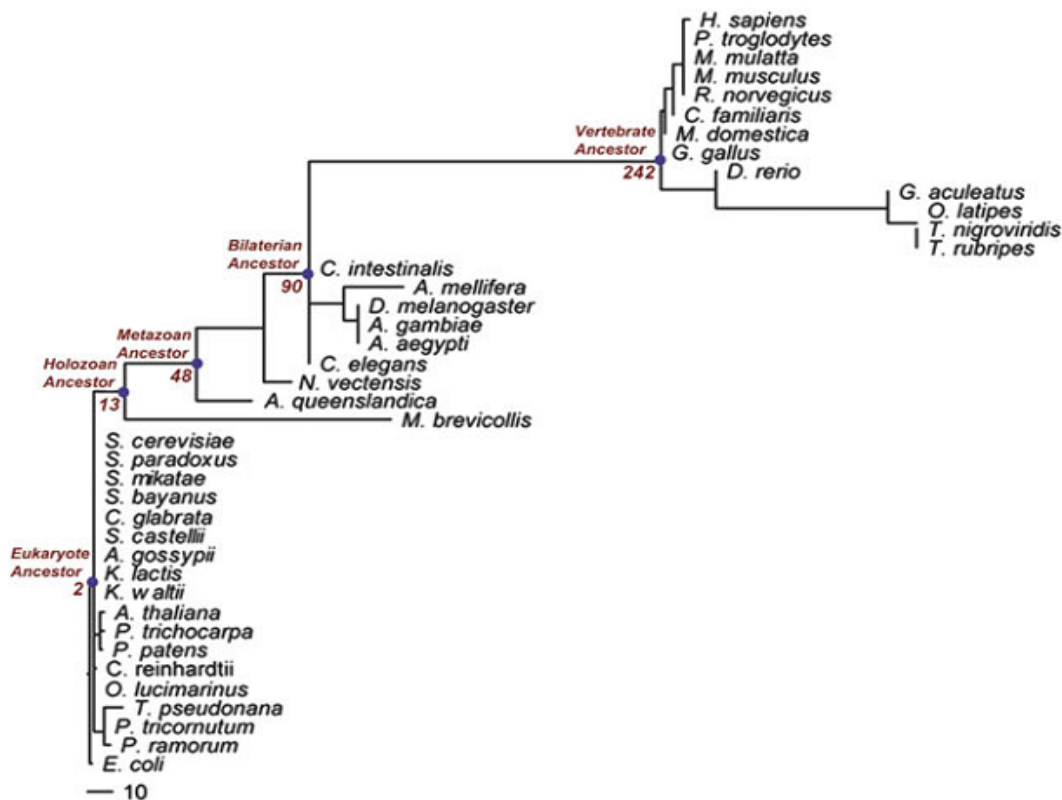 H. sapiens
P. troglodytes
M. mulatta
M. musculus
R. norvegicus
C. familiaris
M. domestica
G. gallus
D. rerio
G. aculeatus
O. latipes
T. nigroviridis
T. rubripes
Vertebrate
Ancestor
242
Bilaterian
Ancestor
90
C. intestinalis
A. mellifera
D. melanogaster
A. gambiae
A. aegypti
C. elegans
N. vectensis
A. queenslandica
M. brevicollis
Metazoan
Ancestor
48
Holozoan
Ancestor
13
S. cerevisiae
S. paradoxus
S. mikatae
S. bayanus
C. glabrata
S. castellii
A. gossypii
K. lactis
K. waltii
Eukaryote
Ancestor
2
A. thaliana
P. trichocarpa
P. patens
C. reinhardtii
O. lucimarinus
T. pseudonana
P. tricornutum
P. ramorum
E. coli
10